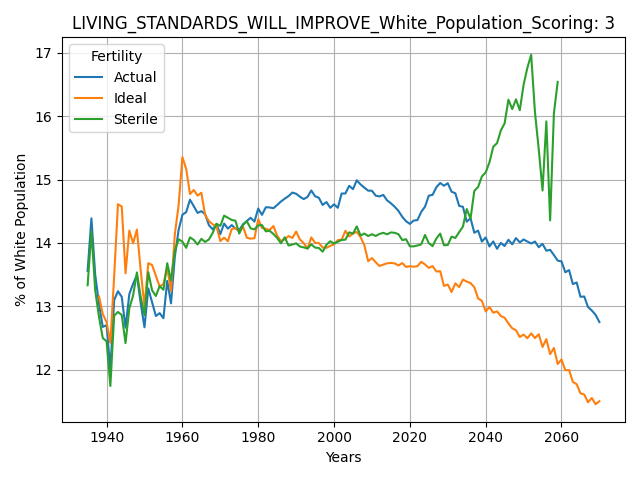 LIVING_STANDARDS_WILL_IMPROVE_White_Population_Scoring: 3
Fertility
Actual
Ideal
Sterile
% of White Population
17
16
15
14
13
12
1940
1960
1980
2000
2020
2040
2060
Years